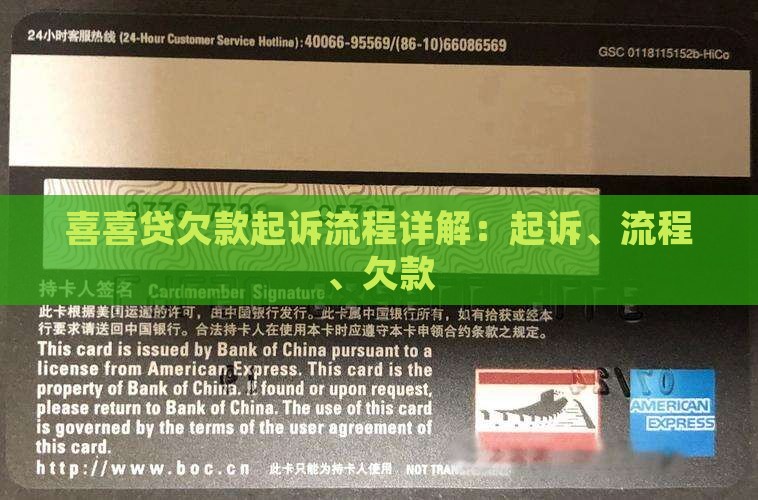 24小时客服热线 (24-Hour Customer Service Hotline):40066-95569/(86-10)66086569
GSC 0118115152b-HiCo
喜喜贷欠款起诉流程详解：起诉、流程
、欠款
持卡人签名 Cardmember Signature
此卡根据美国运通的许可，由中国银行发行。此卡属中国银行所有，如有拾获或经本
行要求请送回中国银行。合法持卡人在使用本卡时应遵守本卡申领合约条款之规定。
This card is issued by Bank of China pursuant to a
license from American Express. This card is the
property of Bank of China. If found or upon request,
please return to Bank of China. The use of this card
is governed by the terms of the user agreement of
this card.
http://www.boc.cn 此卡只能为持卡人使用 NOT
AMERICAN
EXPRESS